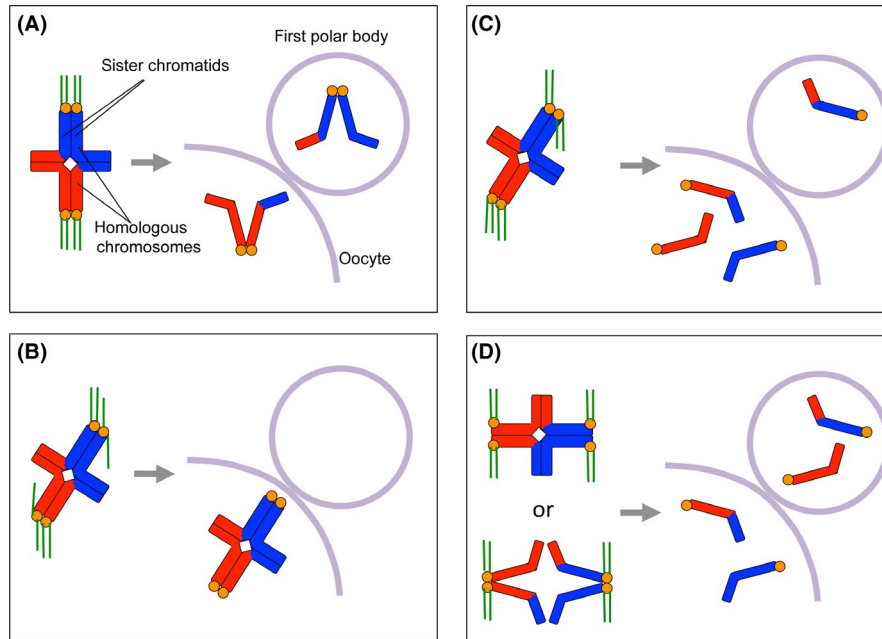 (A)
First polar body
Sister chromatids
Homologous
chromosomes
Oocyte
(B)
(C)
(D)
or